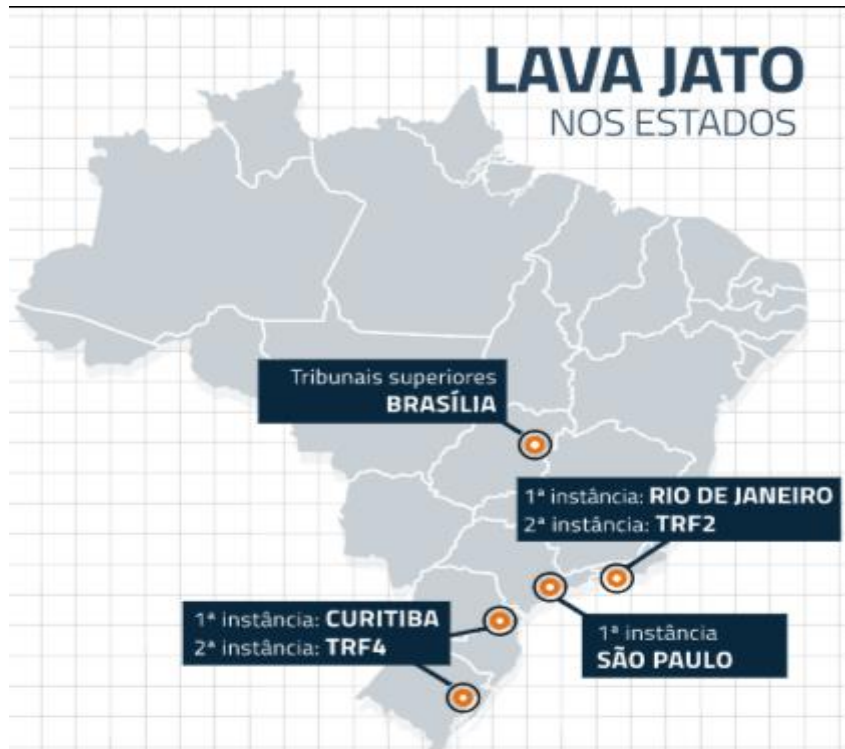 LAVA JATO
NOS ESTADOS
Tribunais superiores
BRASÍLIA
1ª instância: RIO DE JANEIRO
2ª instância: TRF2
1ª instância: CURITIBA
2ª instância: TRF4
1ª instância
SÃO PAULO